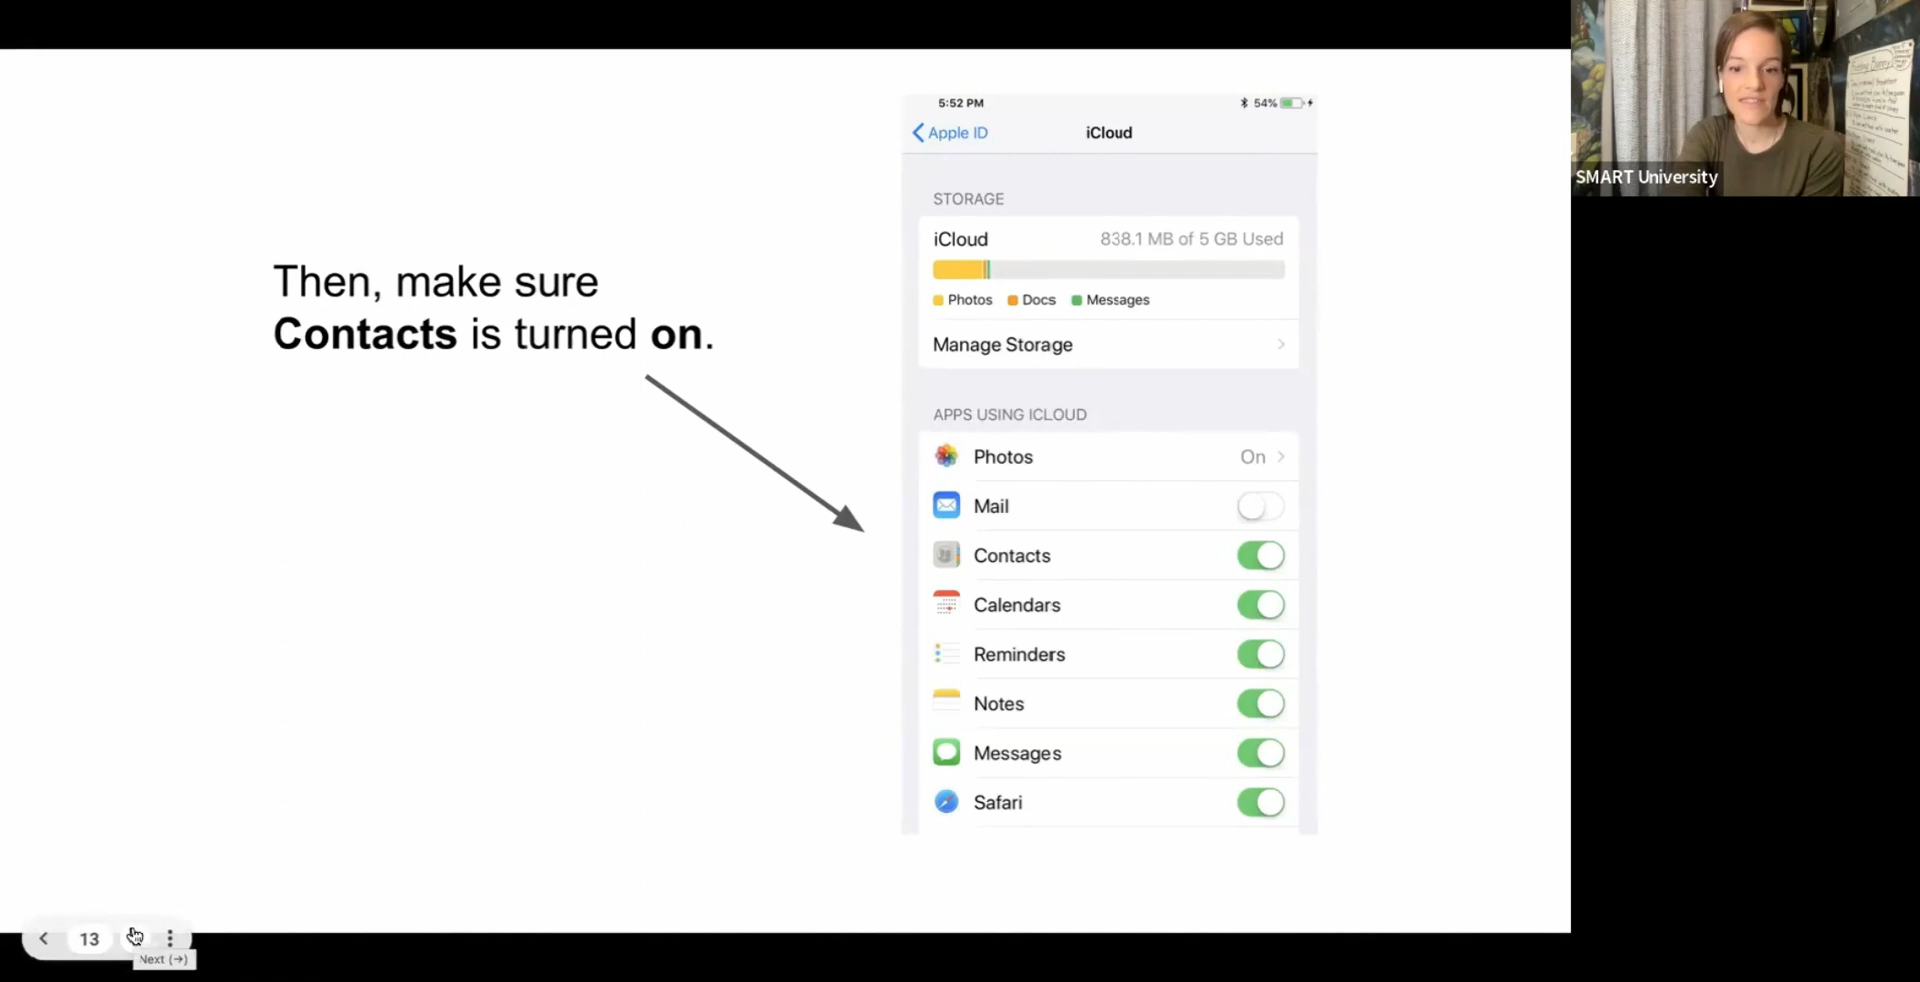 5:52 PM
54%
Apple ID
iCloud
STORAGE
iCloud
838.1 MB of 5 GB Used
Photos
Docs
Messages
Manage Storage
APPS USING ICLOUD
Photos
On
Mail
Contacts
Calendars
Reminders
Notes
Messages
Safari
Then, make sure
Contacts is turned on.
SMART University
13
Next (→)